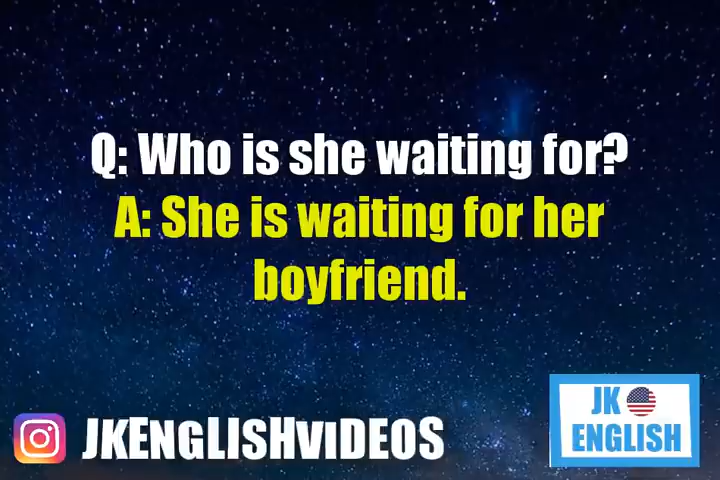 Q: Who is she waiting for?
A: She is waiting for her
boyfriend.
JKENGLISHVIDEOS
JK
ENGLISH